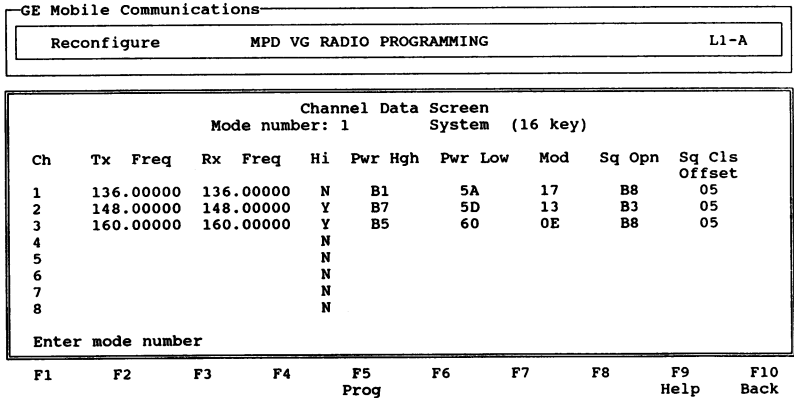 GE Mobile Communications
Reconfigure MPD VG RADIO PROGRAMMING L1-A
Channel Data Screen
Mode number: 1 System (16 key)
Ch Tx Freq Rx Freq Hi Pwr Hgh Pwr Low Mod Sq Opn Sq Cls
Offset
1 136.00000 136.00000 N B1 5A 17 B8 05
2 148.00000 148.00000 Y B7 5D 13 B3 05
3 160.00000 160.00000 Y B5 60 0E B8 05
4 N
5 N
6 N
7 N
8 N
Enter mode number
F1 F2 F3 F4 F5 F6 F7 F8 F9 F10
Prog Help Back